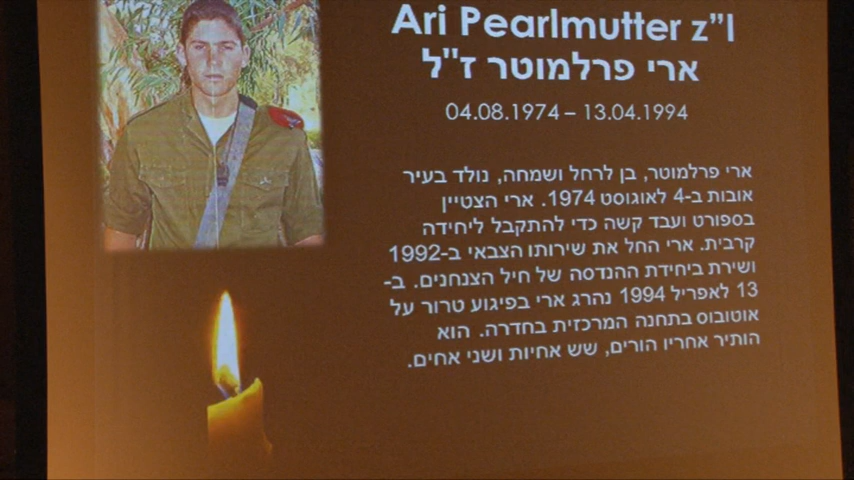 Ari Pearlmutter z”l
ארי פרלמוטר ז"ל
04.08.1974 – 13.04.1994
ארי פרלמוטר, בן לרחל ושמחה, נולד בעיר
אובות ב-4 לאוגוסט 1974. ארי הצטיין
בספורט ועבד קשה כדי להתקבל ליחידה
קרבית. ארי החל את שירותו הצבאי ב-1992
ושירת ביחידת ההנדסה של חיל הצנחנים. ב-
13 לאפריל 1994 נהרג ארי בפיגוע טרור על
אוטובוס בתחנה המרכזית בחדרה. הוא
הותיר אחריו הורים, שש אחיות ושני אחים.